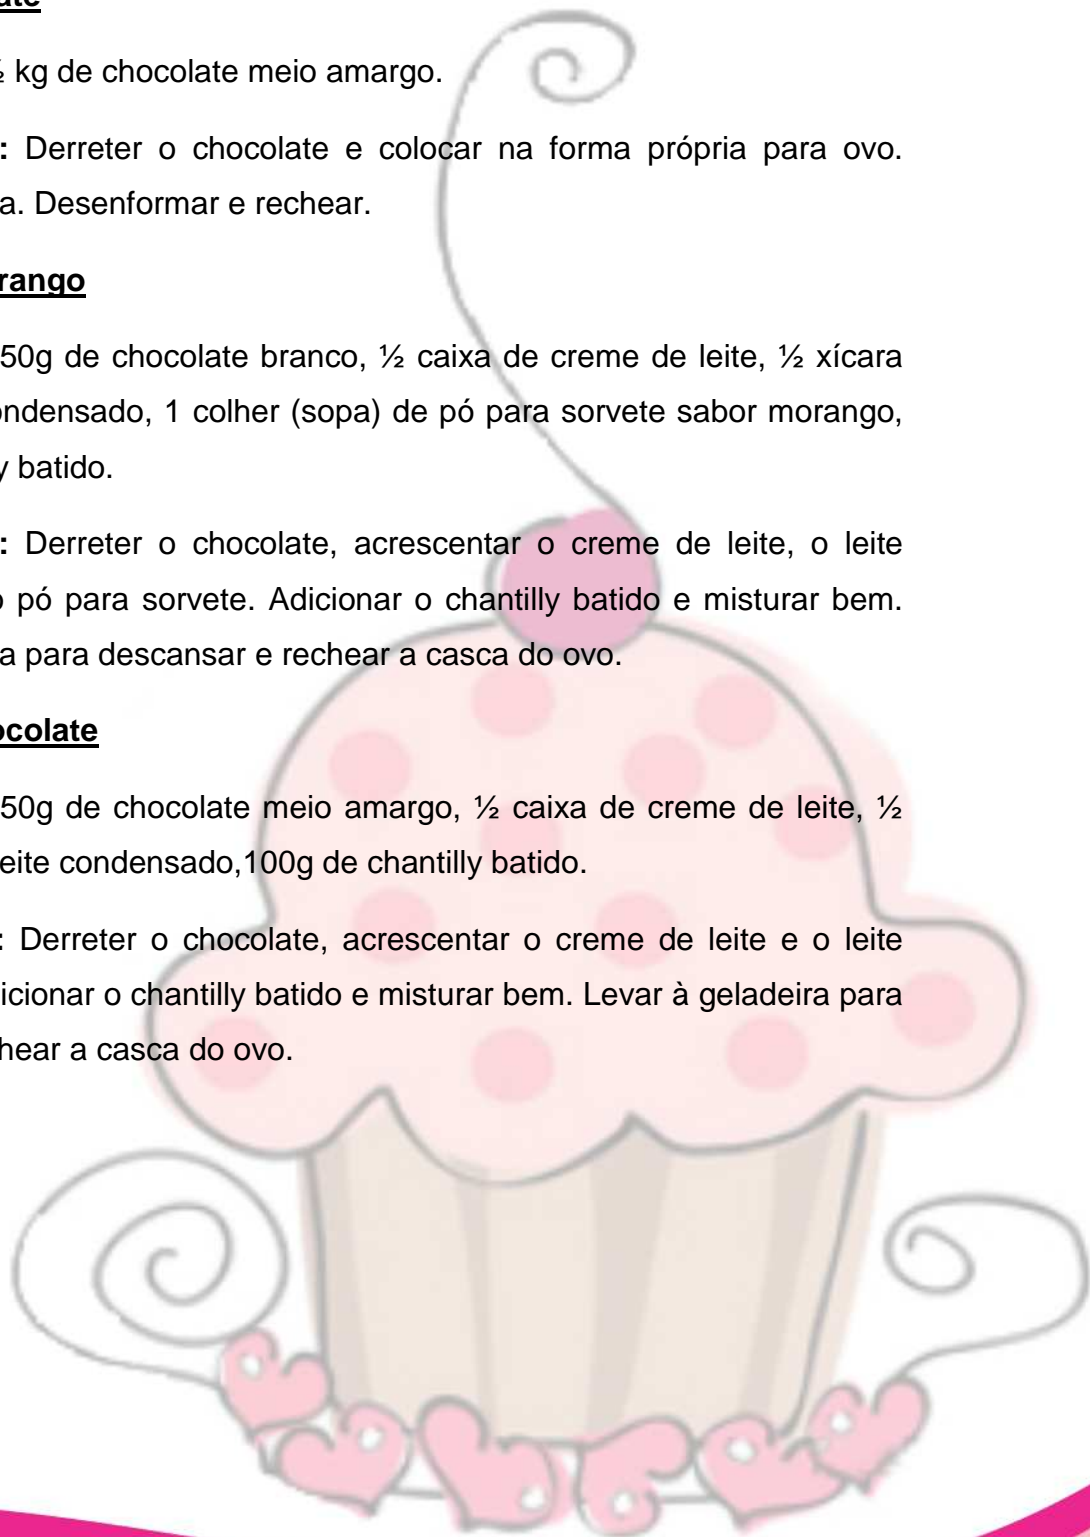 ½ kg de chocolate meio amargo.
: Derreter o chocolate e colocar na forma própria para ovo.
a. Desenformar e rechear.
rango
50g de chocolate branco, ½ caixa de creme de leite, ½ xícara
ondensado, 1 colher (sopa) de pó para sorvete sabor morango,
y batido.
: Derreter o chocolate, acrescentar o creme de leite, o leite
o pó para sorvete. Adicionar o chantilly batido e misturar bem.
a para descansar e rechear a casca do ovo.
ocolate
50g de chocolate meio amargo, ½ caixa de creme de leite, ½
eite condensado,100g de chantilly batido.
: Derreter o chocolate, acrescentar o creme de leite e o leite
icionar o chantilly batido e misturar bem. Levar à geladeira para
hear a casca do ovo.